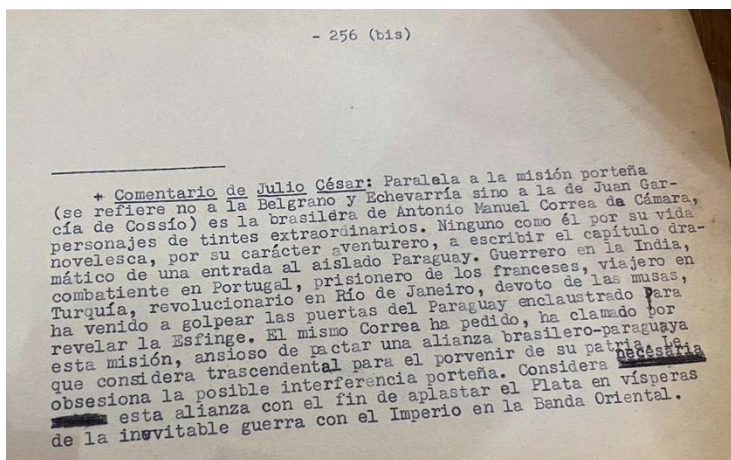 - 256 (bis)
+ Comentario de Julio César: Paralela a la misión porteña
(se refiere no a la Belgrano y Echevarría sino a la de Juan Gar-
cía de Cossío) es la brasilera de Antonio Manuel Correa da Cámara,
personajes de tintes extraordinarios. Ninguno como él por su vida
novelesca, por su carácter aventurero, a escribir el capítulo dra-
mático de una entrada al aislado Paraguay. Guerrero en la India,
combatiente en Portugal, prisionero de los franceses, viajero en
Turquía, revolucionario en Río de Janeiro, devoto de las musas,
ha venido a golpear las puertas del Paraguay enclaustrado para
revelar la Esfinge. El mismo Correa ha pedido, ha clamado por
esta misión, ansioso de pactar una alianza brasilero-paraguaya
que considera trascendental para el porvenir de su patria. Le
obsesiona la posible interferencia porteña. Considera necesaria
esta alianza con el fin de aplastar el Plata en vísperas
de la inevitable guerra con el Imperio en la Banda Oriental.